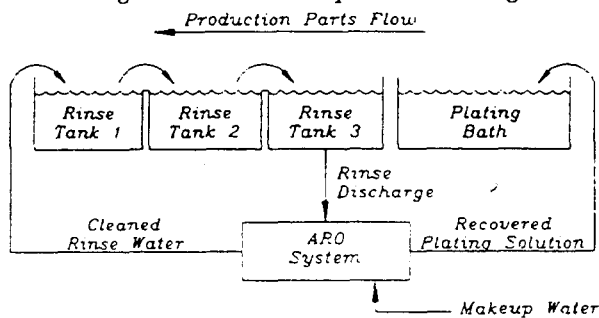 Production Parts Flow
Rinse
Tank 1
Rinse
Tank 2
Rinse
Tank 3
Plating
Bath
Rinse
Discharge
Cleaned
Rinse Water
ARO
System
Recovered
Plating Solution
Makeup Water